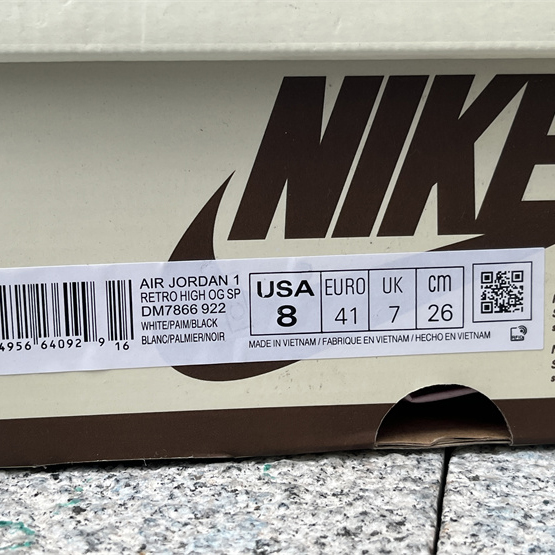 NIKE
AIR JORDAN 1
RETRO HIGH OG SP
DM7866 922
WHITE/PAIM/BLACK
BLANC/PALMIER/NOIR
4956 64092 9 16
USA EURO UK cm
8 41 7 26
MADE IN VIETNAM / FABRIQUE EN VIETNAM / HECHO EN VIETNAM